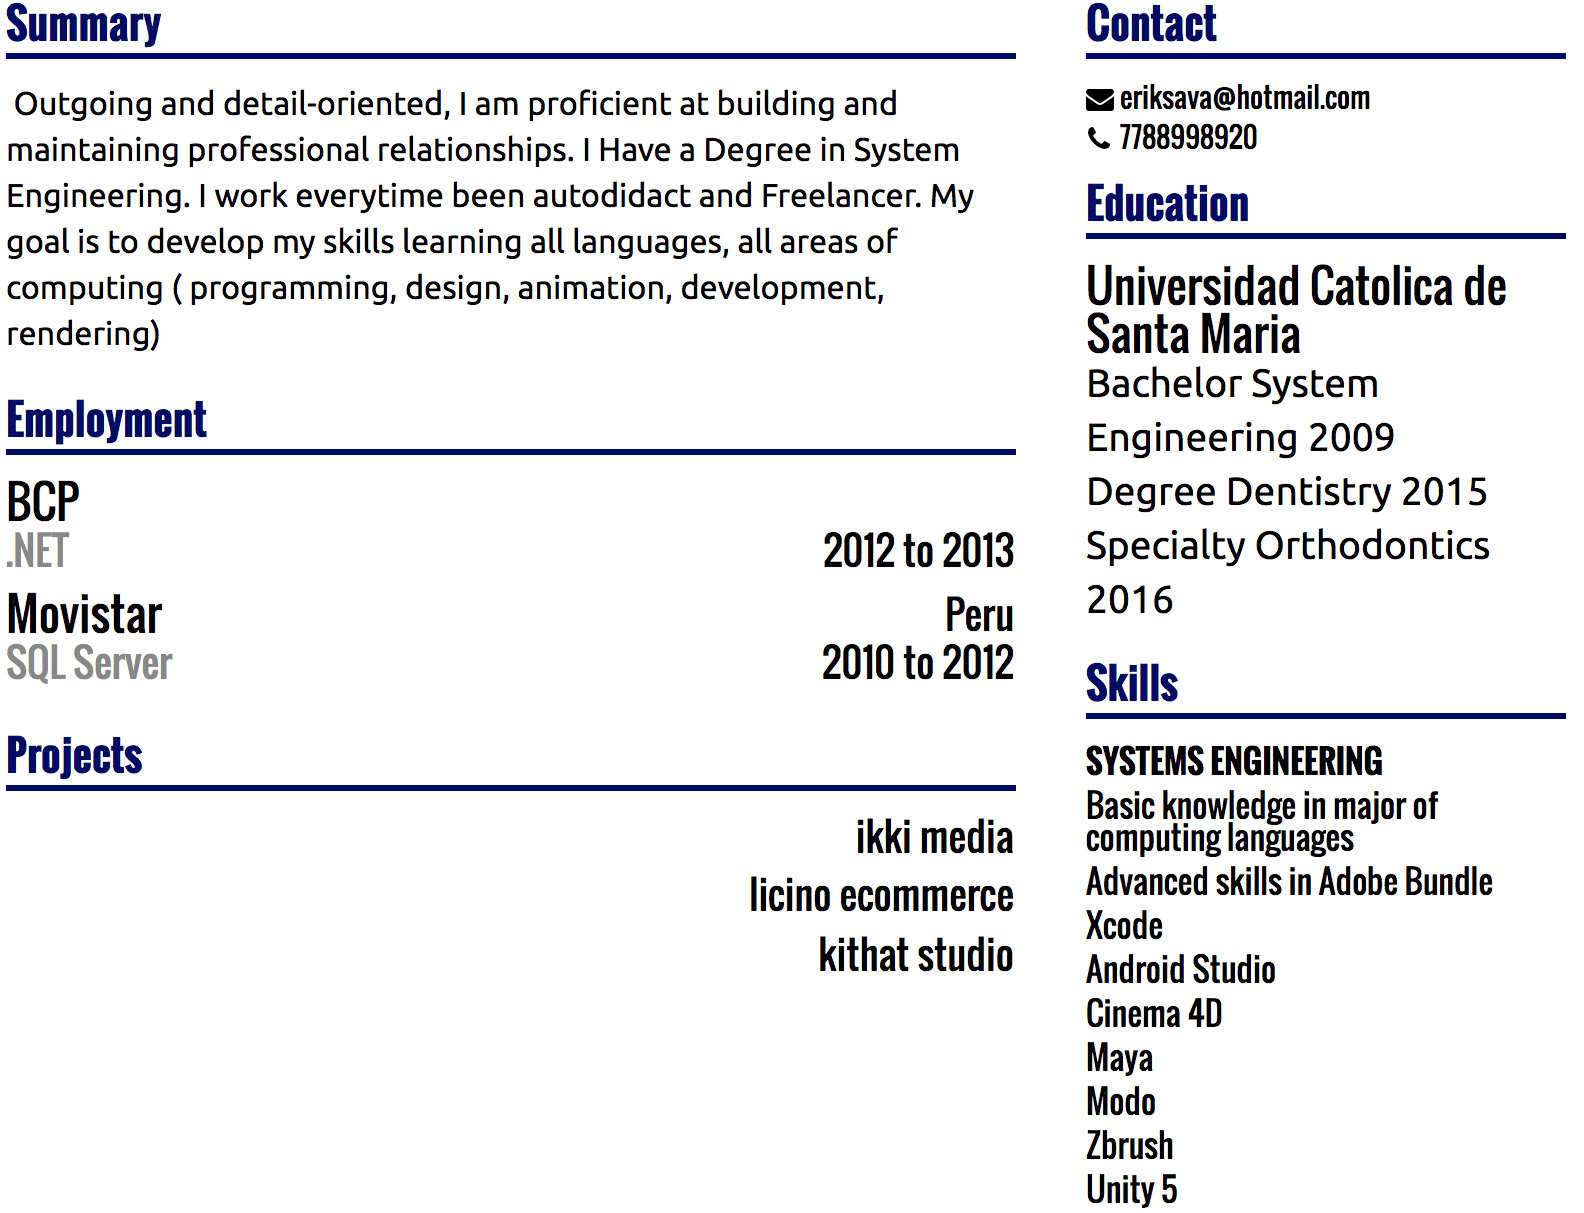 Summary
Outgoing and detail-oriented, I am proficient at building and
maintaining professional relationships. I Have a Degree in System
Engineering. I work everytime been autodidact and Freelancer. My
goal is to develop my skills learning all languages, all areas of
computing ( programming, design, animation, development,
rendering)
Employment
BCP
.NET 2012 to 2013
Movistar Peru
SQL Server 2010 to 2012
Projects
ikki media
licino ecommerce
kithat studio
Contact
eriksava@hotmail.com
7788998920
Education
Universidad Catolica de
Santa Maria
Bachelor System
Engineering 2009
Degree Dentistry 2015
Specialty Orthodontics
2016
Skills
SYSTEMS ENGINEERING
Basic knowledge in major of
computing languages
Advanced skills in Adobe Bundle
Xcode
Android Studio
Cinema 4D
Maya
Modo
Zbrush
Unity 5